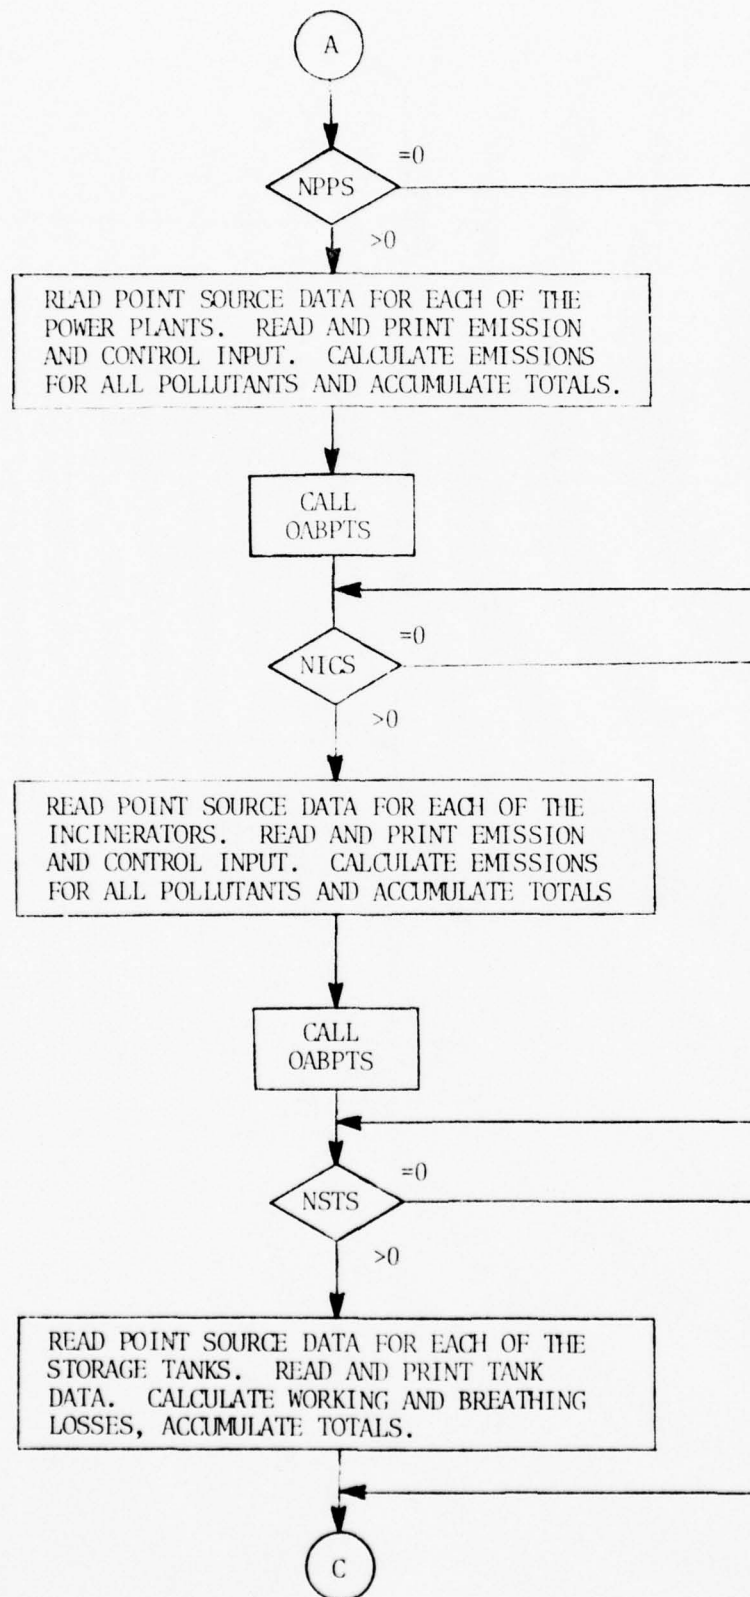 A
=0
NPPS
>0
READ POINT SOURCE DATA FOR EACH OF THE
POWER PLANTS. READ AND PRINT EMISSION
AND CONTROL INPUT. CALCULATE EMISSIONS
FOR ALL POLLUTANTS AND ACCUMULATE TOTALS.
CALL
OABPTS
=0
NICS
>0
READ POINT SOURCE DATA FOR EACH OF THE
INCINERATORS. READ AND PRINT EMISSION
AND CONTROL INPUT. CALCULATE EMISSIONS
FOR ALL POLLUTANTS AND ACCUMULATE TOTALS
CALL
OABPTS
=0
NSTS
>0
READ POINT SOURCE DATA FOR EACH OF THE
STORAGE TANKS. READ AND PRINT TANK
DATA. CALCULATE WORKING AND BREATHING
LOSSES, ACCUMULATE TOTALS.
C